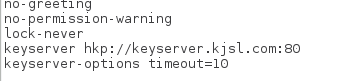 no-greeting
no-permission-warning
lock-never
keyserver hkp://keyserver.kjsl.com:80
keyserver-options timeout=10